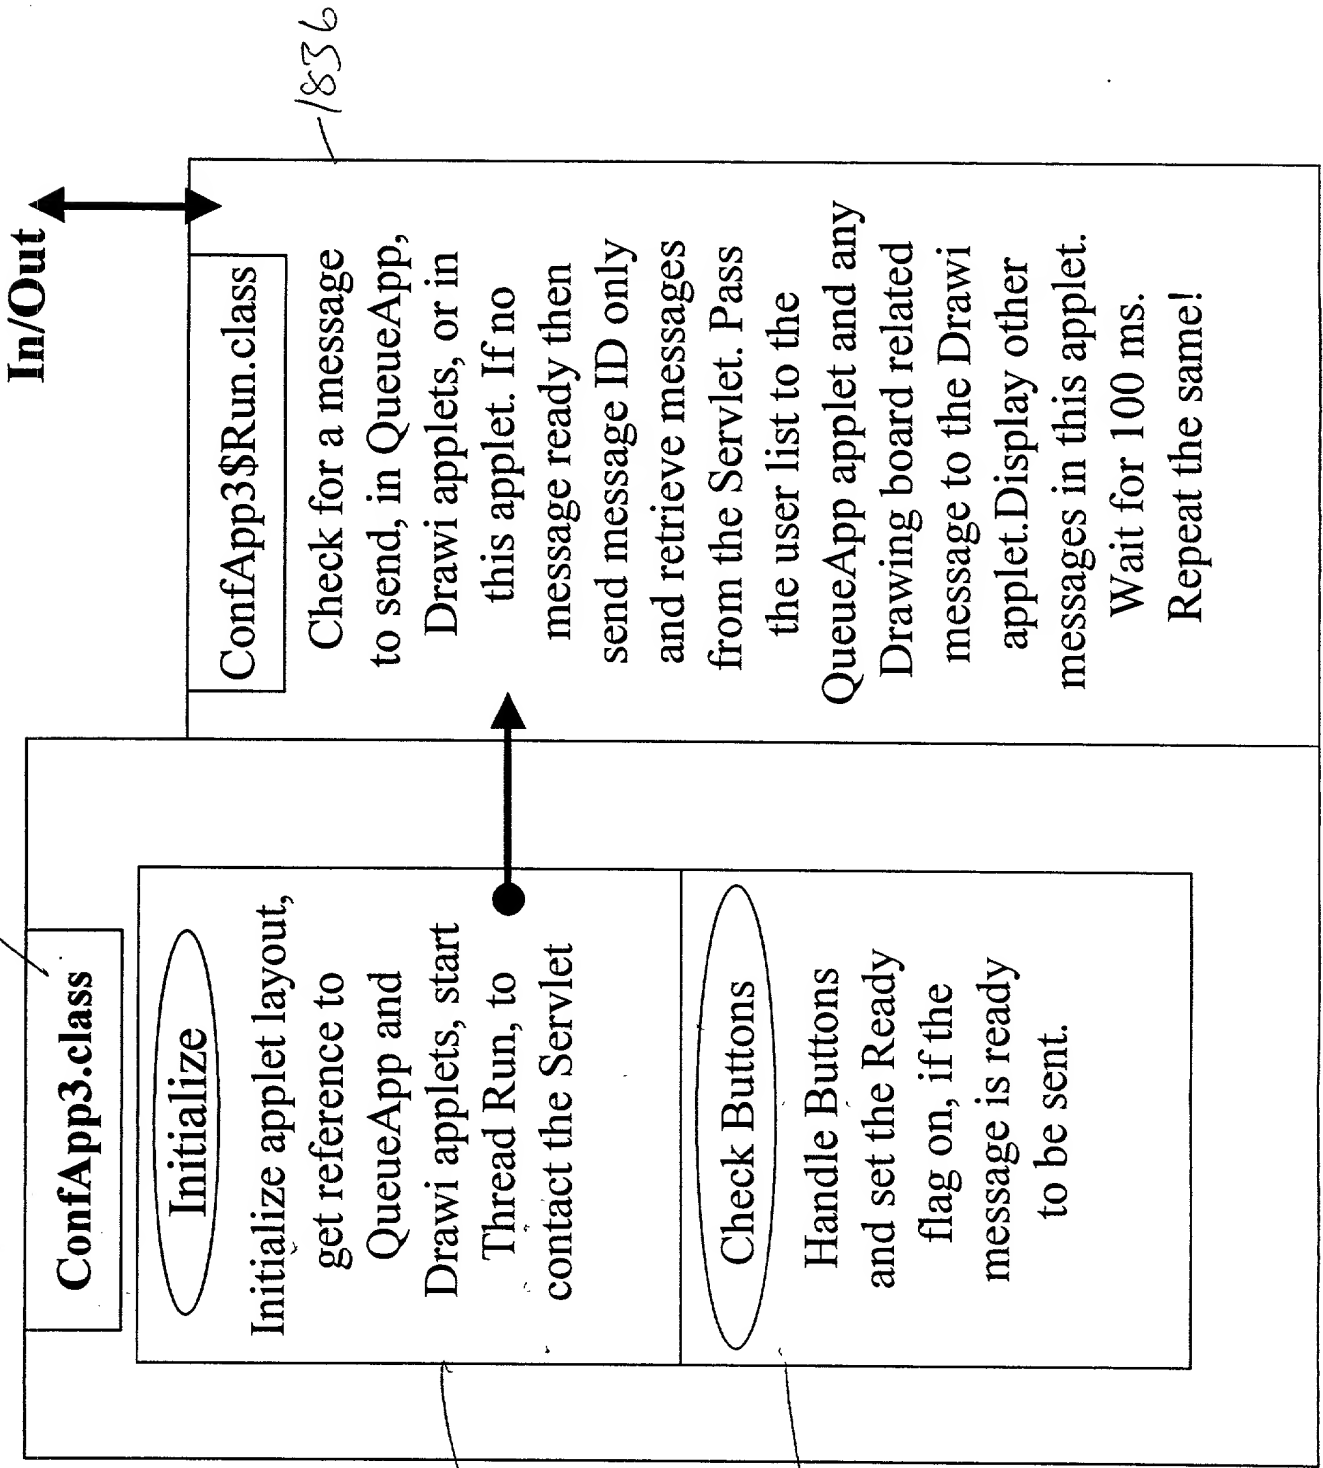 In/Out
ConfApp3.class
Initialize
Initialize applet layout,
get reference to
QueueApp and
Drawi applets, start
Thread Run, to
contact the Servlet
Check Buttons
Handle Buttons
and set the Ready
flag on, if the
message is ready
to be sent.
ConfApp3$Run.class
Check for a message
to send, in QueueApp,
Drawi applets, or in
this applet. If no
message ready then
send message ID only
and retrieve messages
from the Servlet. Pass
the user list to the
QueueApp applet and any
Drawing board related
message to the Drawi
applet.Display other
messages in this applet.
Wait for 100 ms.
Repeat the same!
1836